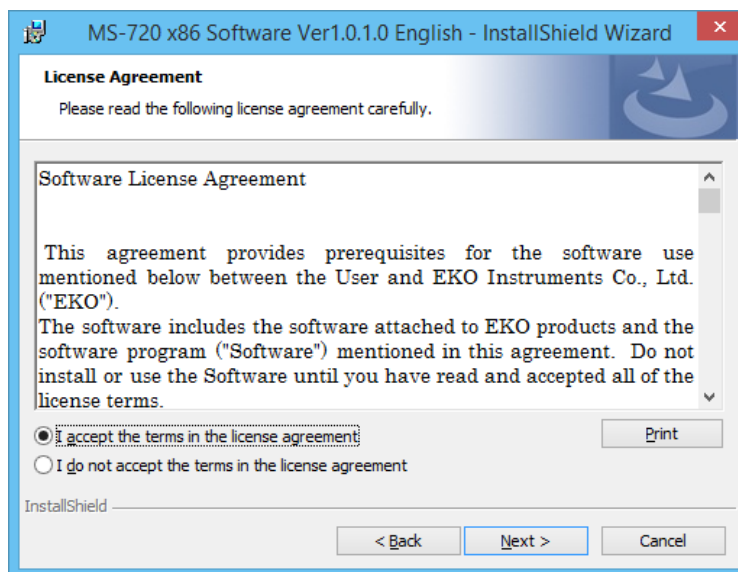 MS-720 x86 Software Ver1.0.1.0 English - InstallShield Wizard
License Agreement
Please read the following license agreement carefully.
Software License Agreement
This agreement provides prerequisites for the software use
mentioned below between the User and EKO Instruments Co., Ltd.
("EKO").
The software includes the software attached to EKO products and the
software program ("Software") mentioned in this agreement. Do not
install or use the Software until you have read and accepted all of the
license terms.
I accept the terms in the license agreement
Print
I do not accept the terms in the license agreement
InstallShield
< Back
Next >
Cancel